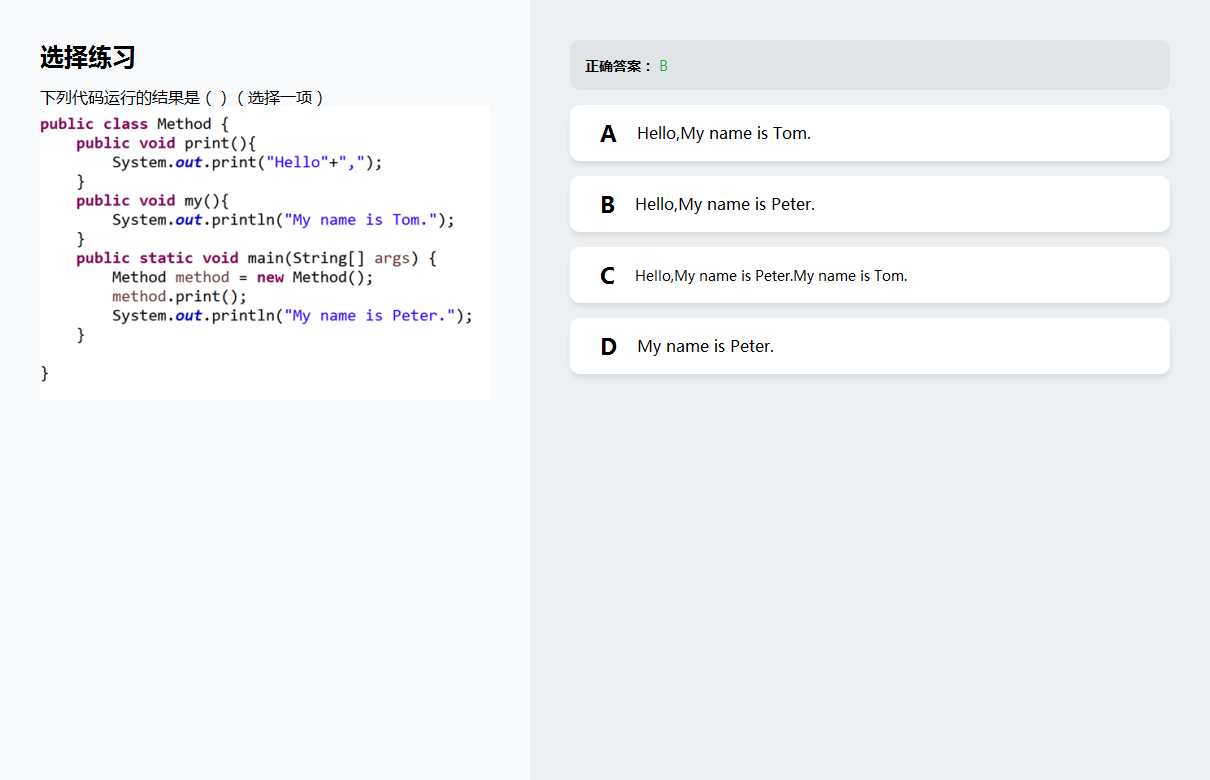 选择练习
下列代码运行的结果是（ ）（选择一项）
public class Method {
    public void print(){
        System.out.print("Hello"+",");
    }
    public void my(){
        System.out.println("My name is Tom.");
    }
    public static void main(String[] args) {
        Method method = new Method();
        method.print();
        System.out.println("My name is Peter.");
    }
}
正确答案： B
A Hello,My name is Tom.
B Hello,My name is Peter.
C Hello,My name is Peter.My name is Tom.
D My name is Peter.